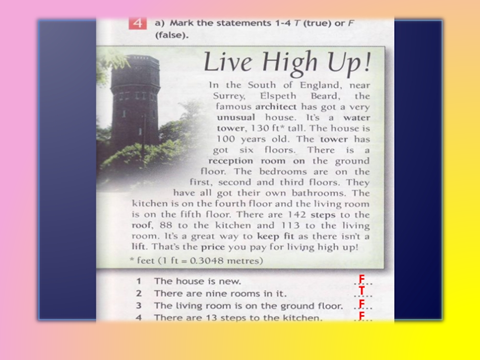 4 a) Mark the statements 1-4 T (true) or F
(false).
Live High Up!
In the South of England, near
Surrey, Elspeth Beard, the
famous architect has got a very
unusual house. It's a water
tower, 130 ft* tall. The house is
100 years old. The tower has
got six floors. There is a
reception room on the ground
floor. The bedrooms are on the
first, second and third floors. They
have all got their own bathrooms. The
kitchen is on the fourth floor and the living room
is on the fifth floor. There are 142 steps to the
roof, 88 to the kitchen and 113 to the living
room. It's a great way to keep fit as there isn't a
lift. That's the price you pay for living high up!
* feet (1 ft = 0.3048 metres)
1 The house is new. F
2 There are nine rooms in it. T
3 The living room is on the ground floor. F
4 There are 13 steps to the kitchen. F